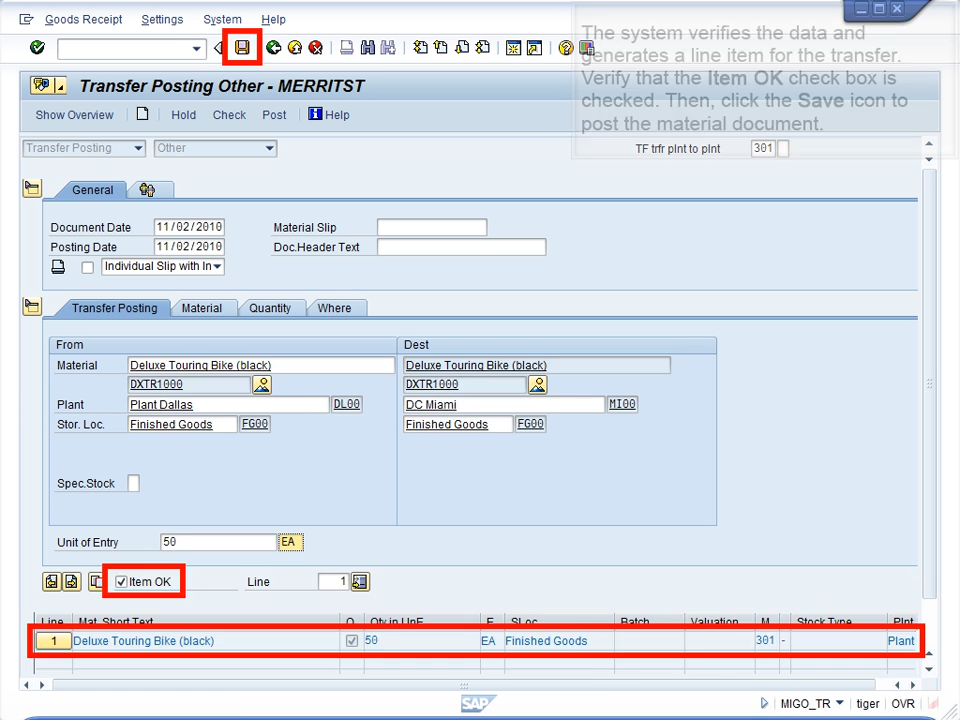 Goods Receipt Settings System Help
The system verifies the data and
generates a line item for the transfer.
Verify that the Item OK check box is
checked. Then, click the Save icon to
post the material document.
Transfer Posting Other - MERRITST
Show Overview Hold Check Post Help
Transfer Posting Other TF trfr plnt to plnt 301
General
Document Date 11/02/2010 Material Slip
Posting Date 11/02/2010 Doc.Header Text
Individual Slip with In
Transfer Posting Material Quantity Where
From Dest
Material Deluxe Touring Bike (black) Deluxe Touring Bike (black)
DXTR1000 DXTR1000
Plant Plant Dallas DL00 DC Miami MI00
Stor. Loc. Finished Goods FG00 Finished Goods FG00
Spec.Stock
Unit of Entry 50 EA
Item OK Line 1
Line Mat. Short Text O Qty in UnE E SLoc Batch Valuation M Stock Type Plnt
1 Deluxe Touring Bike (black) 50 EA Finished Goods 301 - Plant
SAP MIGO_TR tiger OVR